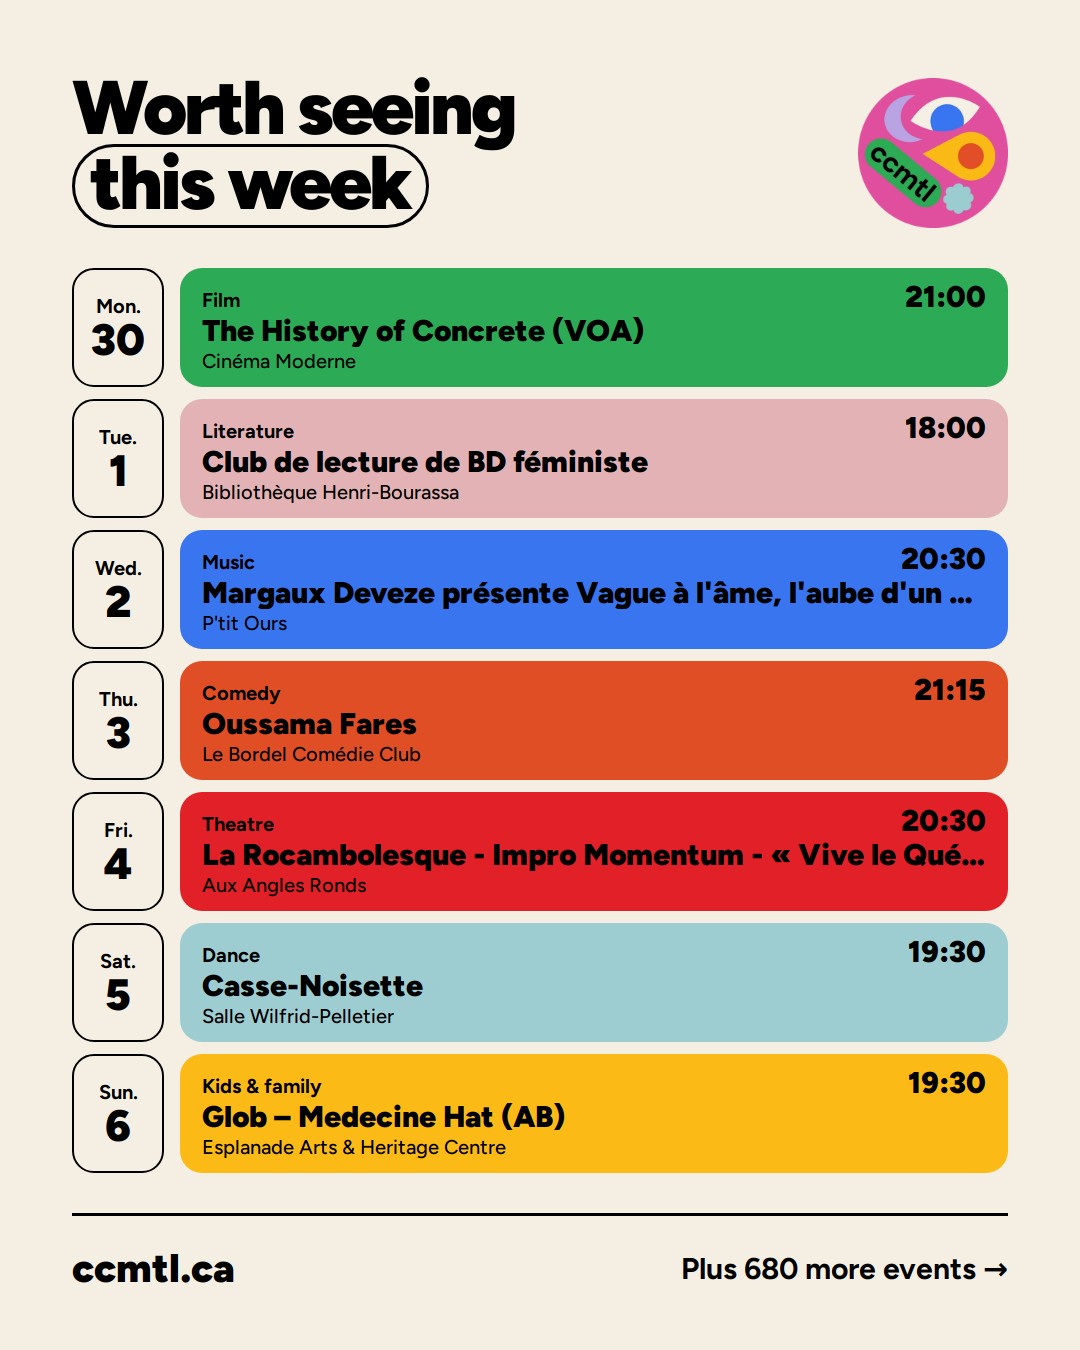 Worth seeing
this week
ccmtl
Mon.
30
Film
21:00
The History of Concrete (VOA)
Cinéma Moderne
Tue.
1
Literature
18:00
Club de lecture de BD féministe
Bibliothèque Henri-Bourassa
Wed.
2
Music
20:30
Margaux Deveze présente Vague à l'âme, l'aube d'un ...
P'tit Ours
Thu.
3
Comedy
21:15
Oussama Fares
Le Bordel Comédie Club
Fri.
4
Theatre
20:30
La Rocambolesque - Impro Momentum - « Vive le Qué...
Aux Angles Ronds
Sat.
5
Dance
19:30
Casse-Noisette
Salle Wilfrid-Pelletier
Sun.
6
Kids & family
19:30
Glob – Medecine Hat (AB)
Esplanade Arts & Heritage Centre
ccmtl.ca
Plus 680 more events →